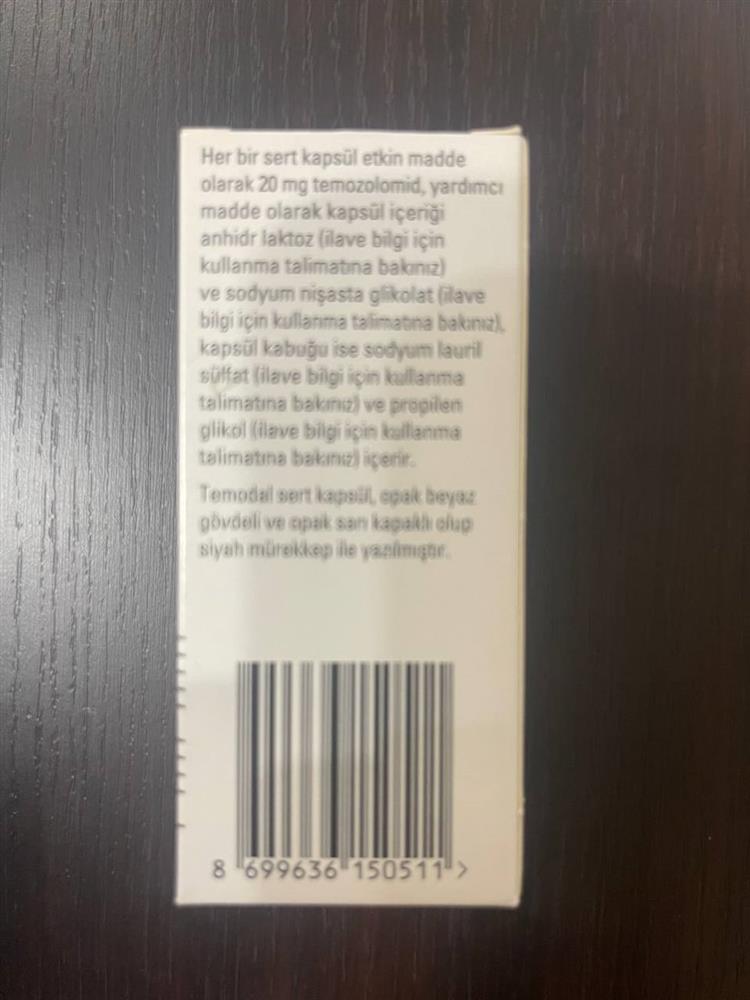 Her bir sert kapsül etkin madde
olarak 20 mg temozolomid, yardımcı
madde olarak kapsül içeriği
anhidr laktoz (ilave bilgi için
kullanma talimatına bakınız)
ve sodyum nişasta glikolat (ilave
bilgi için kullanma talimatına bakınız),
kapsül kabuğu ise sodyum lauril
sülfat (ilave bilgi için kullanma
talimatına bakınız) ve propilen
glikol (ilave bilgi için kullanma
talimatına bakınız) içerir.
Temodal sert kapsül, opak beyaz
gövdeli ve opak sarı kapaklı olup
siyah mürekkep ile yazılmıştır.
8 699636 150511 >